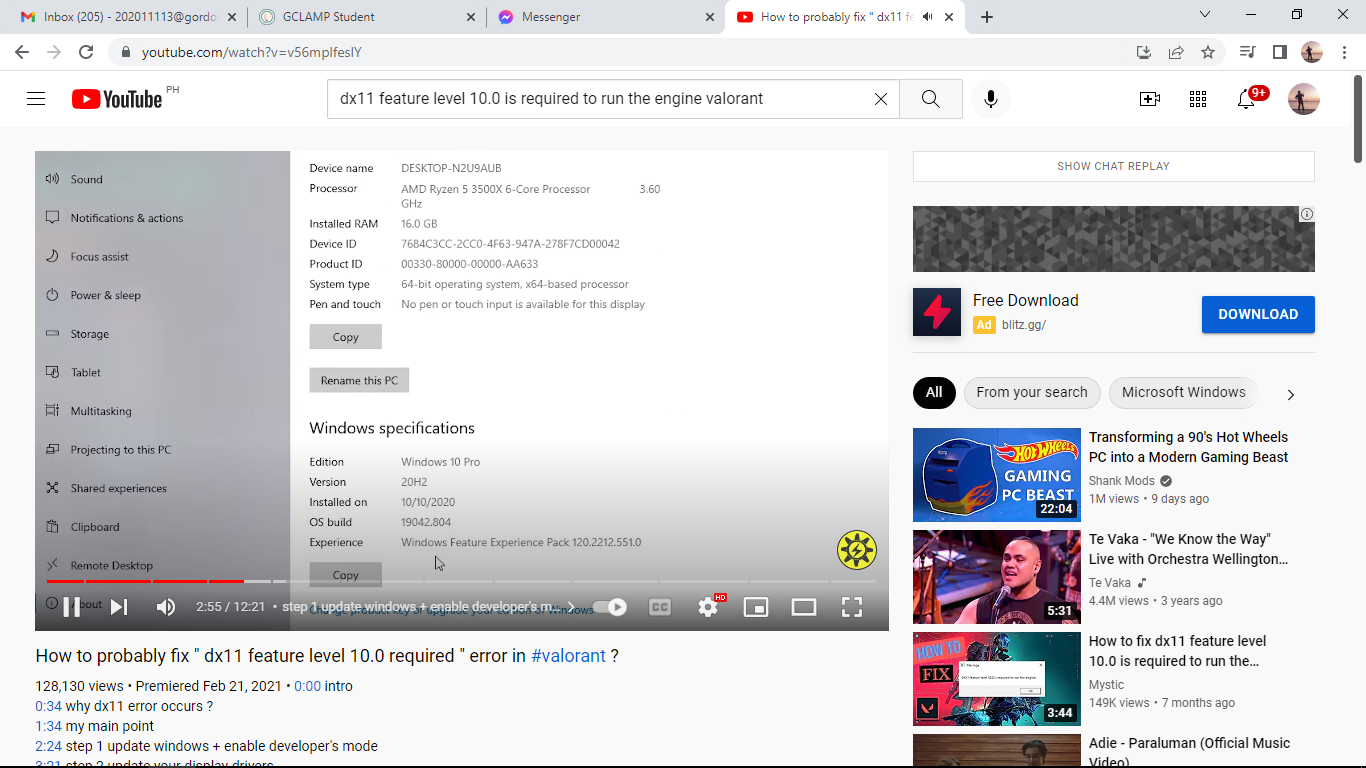 Inbox (205) - 202011113@gordo
GCLAMP Student
Messenger
How to probably fix " dx11 fe
youtube.com/watch?v=v56mpIfesIY
YouTube PH
dx11 feature level 10.0 is required to run the engine valorant
9+
Sound
Notifications & actions
Focus assist
Power & sleep
Storage
Tablet
Multitasking
Projecting to this PC
Shared experiences
Clipboard
Remote Desktop
About
Device name DESKTOP-N2U9AUB
Processor AMD Ryzen 5 3500X 6-Core Processor 3.60
GHz
Installed RAM 16.0 GB
Device ID 7684C3CC-2CC0-4F63-947A-278F7CD00042
Product ID 00330-80000-00000-AA633
System type 64-bit operating system, x64-based processor
Pen and touch No pen or touch input is available for this display
Copy
Rename this PC
Windows specifications
Edition Windows 10 Pro
Version 20H2
Installed on 10/10/2020
OS build 19042.804
Experience Windows Feature Experience Pack 120.2212.551.0
Copy
Change product key or upgrade your edition of Windows
2:55 / 12:21 • step 1 update windows + enable developer's m...
CC
HD
How to probably fix " dx11 feature level 10.0 required " error in #valorant ?
128,130 views • Premiered Feb 21, 2021 • 0:00 intro
0:34 why dx11 error occurs ?
1:34 my main point
2:24 step 1 update windows + enable developer's mode
3:21 step 2 update your display drivers
SHOW CHAT REPLAY
Free Download
Ad blitz.gg/
DOWNLOAD
All
From your search
Microsoft Windows
HOT WHEELS
GAMING
PC BEAST
22:04
Transforming a 90's Hot Wheels
PC into a Modern Gaming Beast
Shank Mods
1M views • 9 days ago
5:31
Te Vaka - "We Know the Way"
Live with Orchestra Wellington...
Te Vaka
4.4M views • 3 years ago
HOW TO
FIX
3:44
How to fix dx11 feature level
10.0 is required to run the...
Mystic
149K views • 7 months ago
Adie - Paraluman (Official Music
Video)